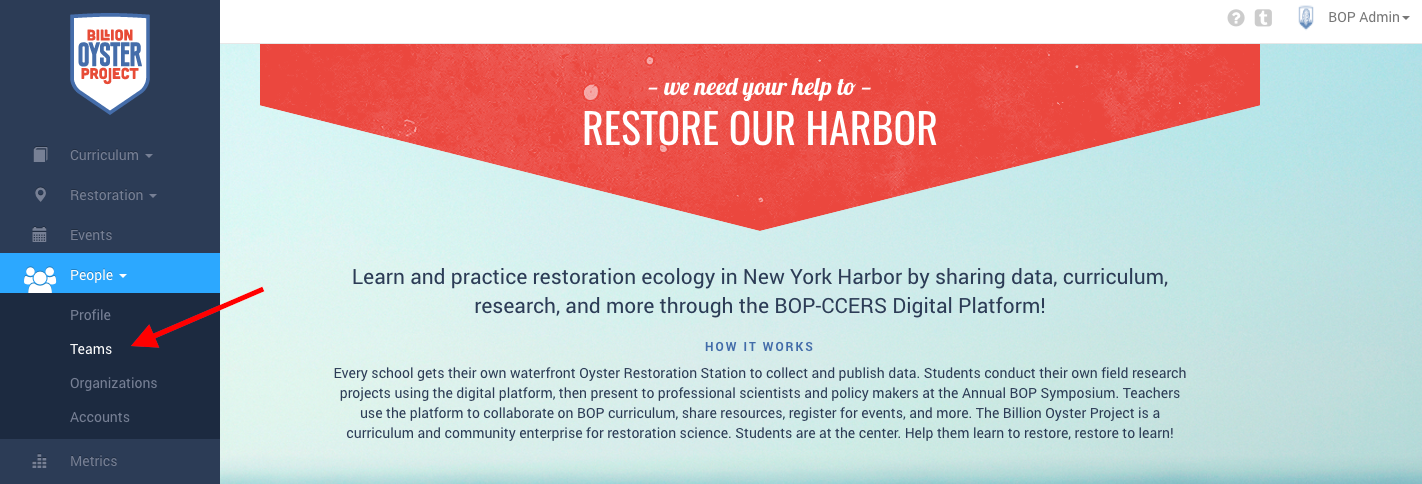 BILLION
OYSTER
PROJECT
Curriculum
Restoration
Events
People
Profile
Teams
Organizations
Accounts
Metrics
? t BOP Admin
– we need your help to –
RESTORE OUR HARBOR
Learn and practice restoration ecology in New York Harbor by sharing data, curriculum,
research, and more through the BOP-CCERS Digital Platform!
HOW IT WORKS
Every school gets their own waterfront Oyster Restoration Station to collect and publish data. Students conduct their own field research
projects using the digital platform, then present to professional scientists and policy makers at the Annual BOP Symposium. Teachers
use the platform to collaborate on BOP curriculum, share resources, register for events, and more. The Billion Oyster Project is a
curriculum and community enterprise for restoration science. Students are at the center. Help them learn to restore, restore to learn!